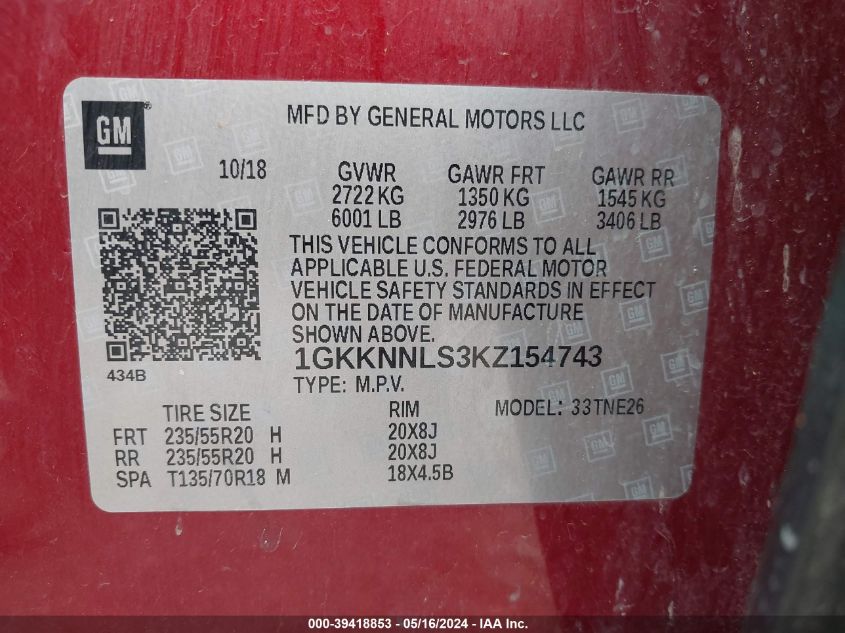 GM
MFD BY GENERAL MOTORS LLC
10/18 GVWR GAWR FRT GAWR RR
2722 KG 1350 KG 1545 KG
6001 LB 2976 LB 3406 LB
THIS VEHICLE CONFORMS TO ALL
APPLICABLE U.S. FEDERAL MOTOR
VEHICLE SAFETY STANDARDS IN EFFECT
ON THE DATE OF MANUFACTURE
SHOWN ABOVE.
1GKKNNLS3KZ154743
434B
TYPE: M.P.V.
TIRE SIZE RIM MODEL: 33TNE26
FRT 235/55R20 H 20X8J
RR 235/55R20 H 20X8J
SPA T135/70R18 M 18X4.5B
000-39418853 - 05/16/2024 - IAA, Inc.